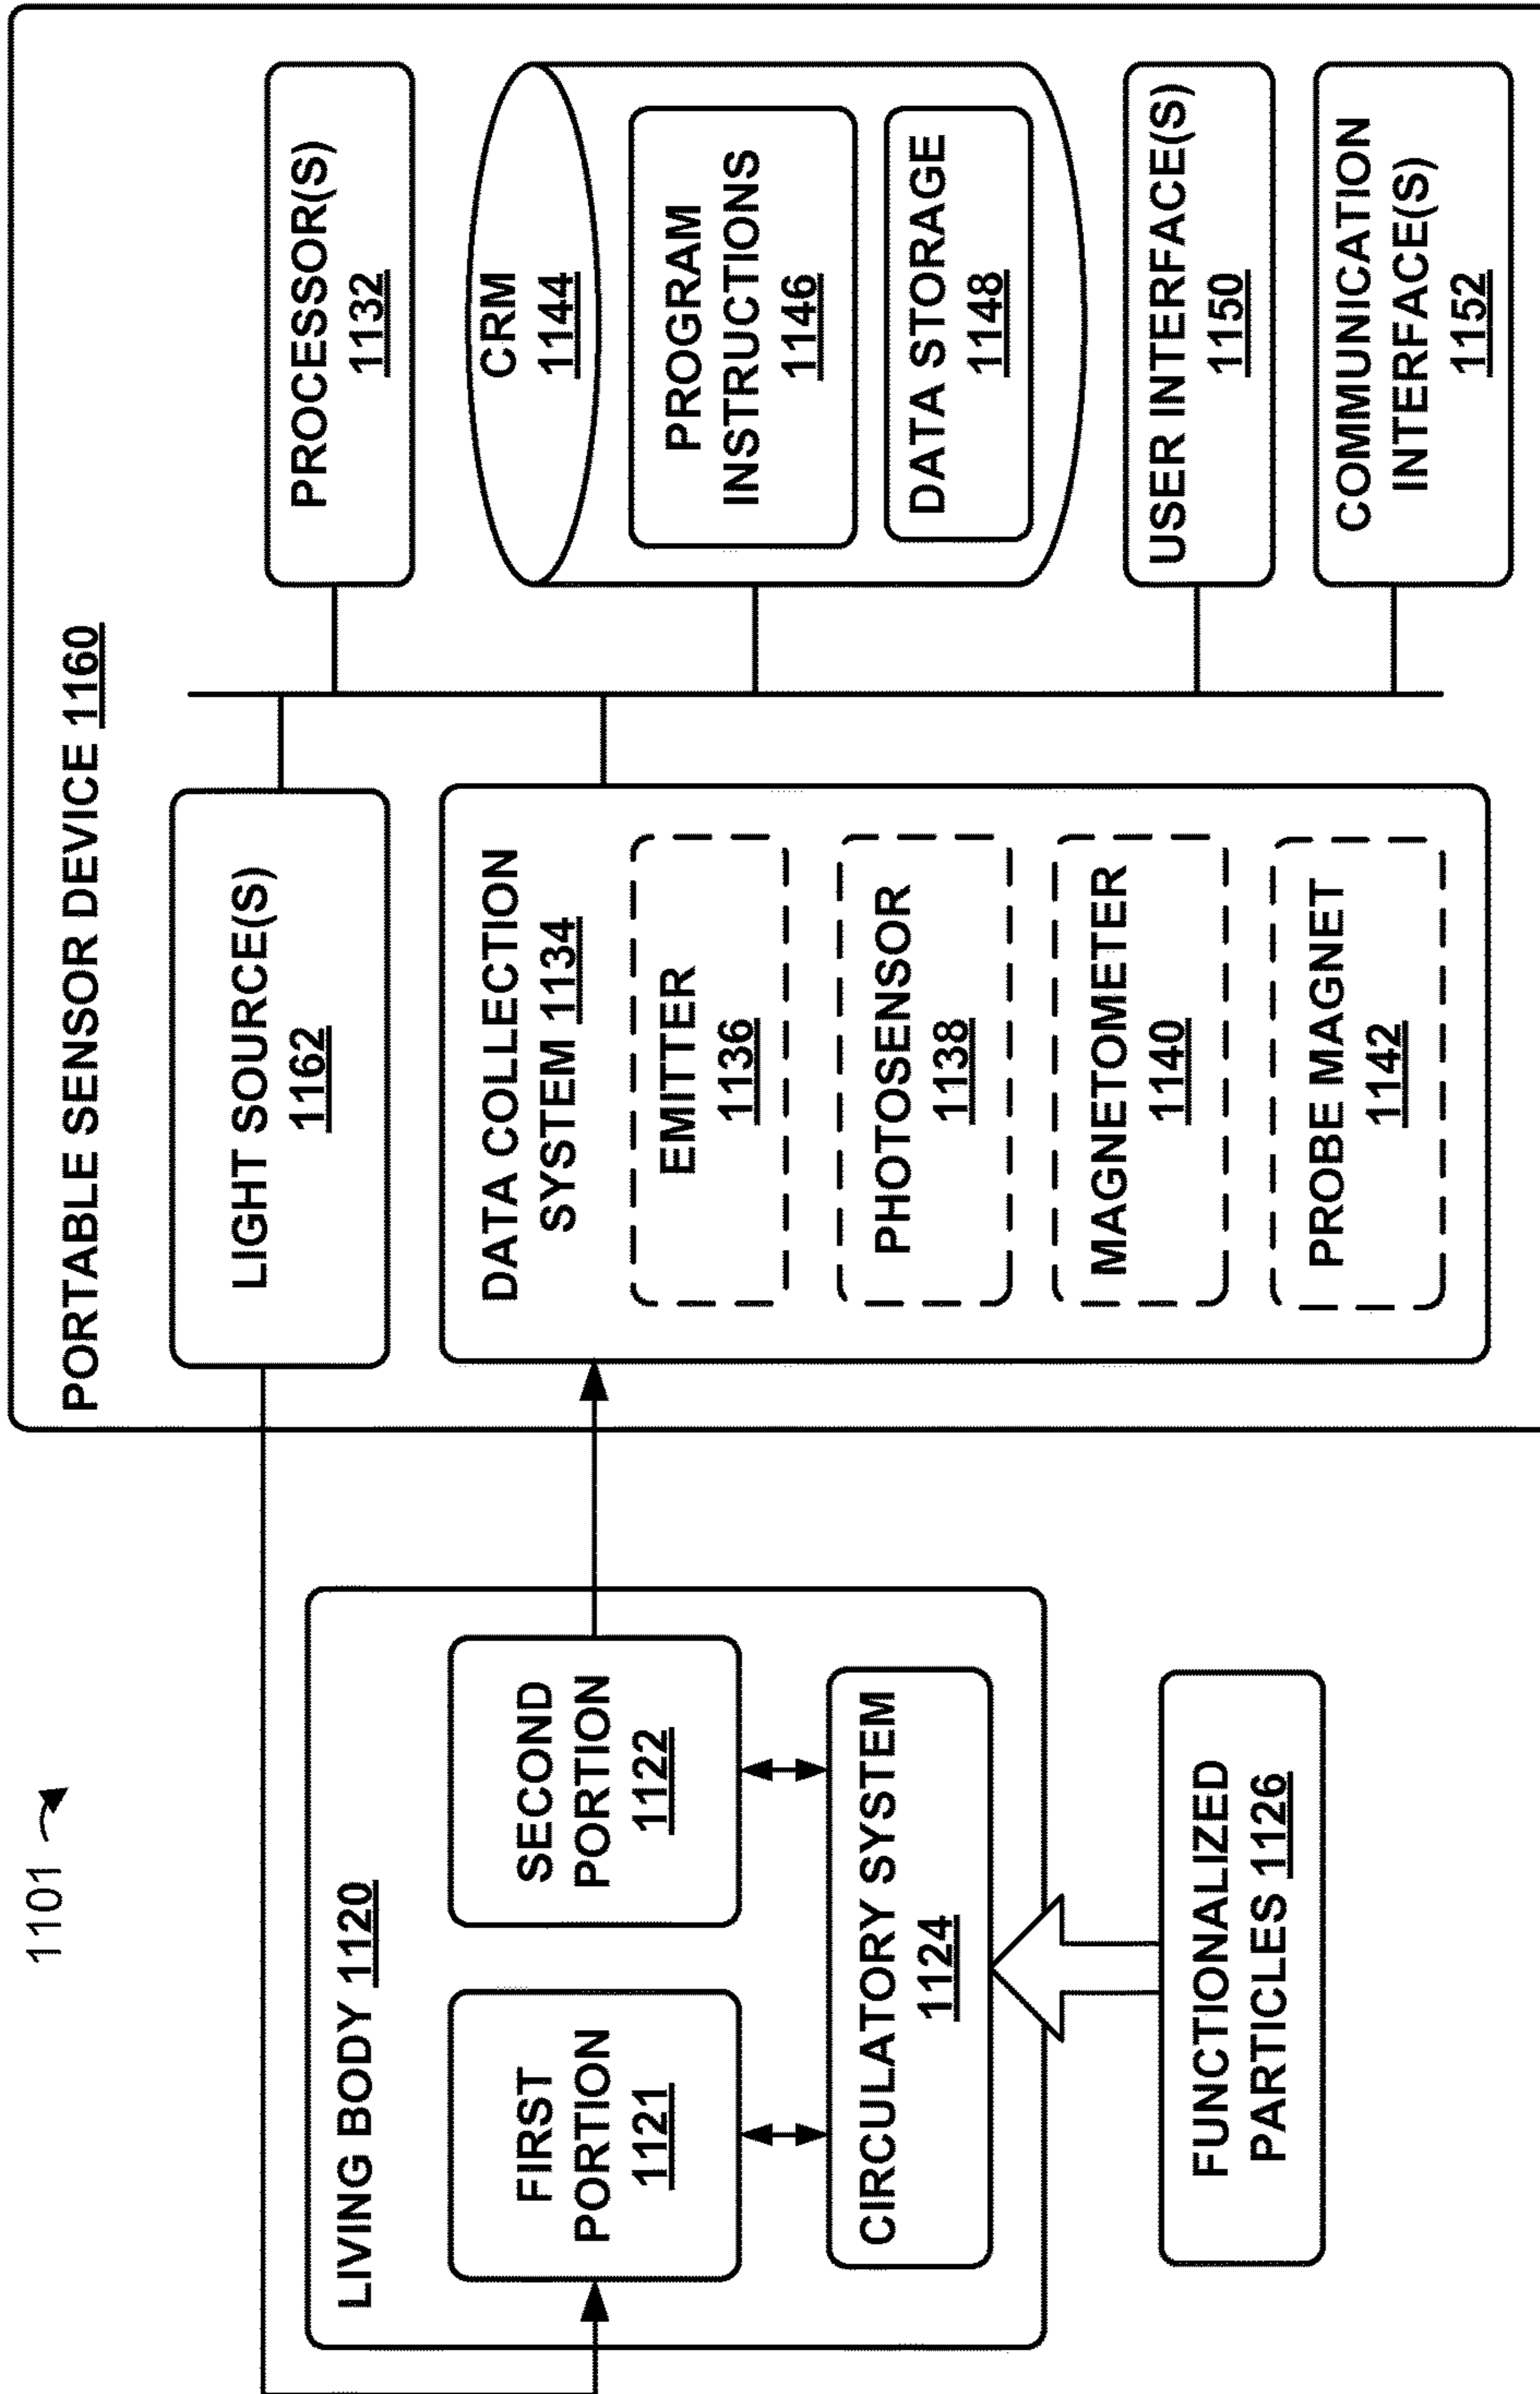 1101
PORTABLE SENSOR DEVICE 1160
LIVING BODY 1120
FIRST
PORTION
1121
SECOND
PORTION
1122
CIRCULATORY SYSTEM
1124
FUNCTIONALIZED
PARTICLES 1126
LIGHT SOURCE(S)
1162
DATA COLLECTION
SYSTEM 1134
EMITTER
1136
PHOTOSENSOR
1138
MAGNETOMETER
1140
PROBE MAGNET
1142
PROCESSOR(S)
1132
CRM
1144
PROGRAM
INSTRUCTIONS
1146
DATA STORAGE
1148
USER INTERFACE(S)
1150
COMMUNICATION
INTERFACE(S)
1152